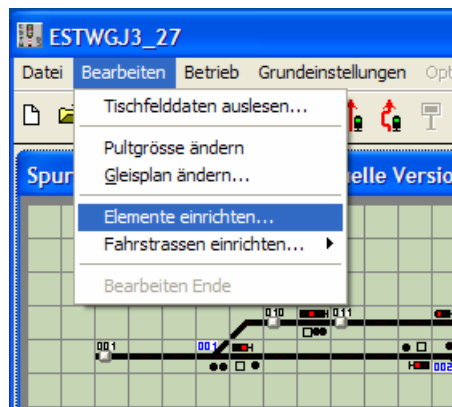 ESTWGJ3_27
Datei Bearbeiten Betrieb Grundeinstellungen Opt
Tischfelddaten auslesen...
Pultgrösse ändern
Gleisplan ändern...
Elemente einrichten...
Fahrstrassen einrichten...
Bearbeiten Ende
Spur elle Versio
010 011
001 001
002